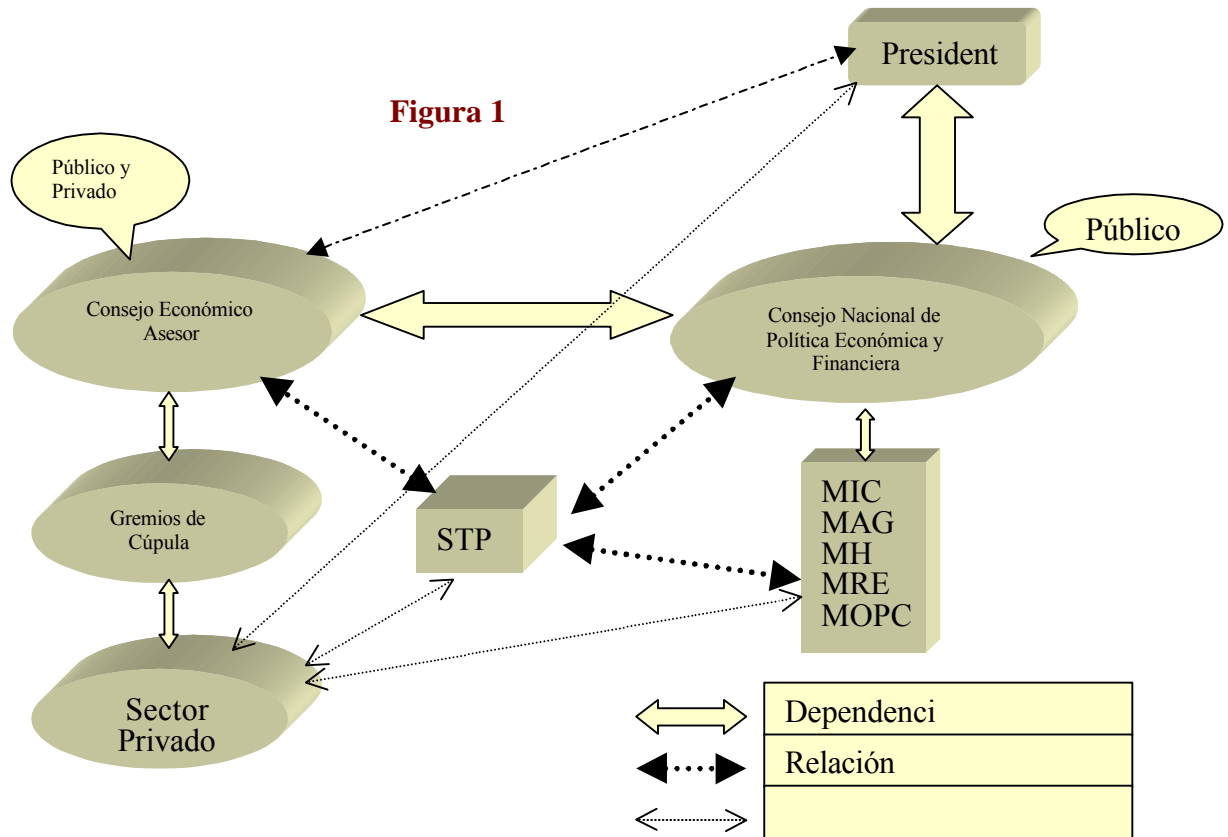 President
Figura 1
Público y
Privado
Público
Consejo Económico
Asesor
Consejo Nacional de
Política Económica y
Financiera
Gremios de
Cúpula
STP
MIC
MAG
MH
MRE
MOPC
Sector
Privado
Dependenci
Relación